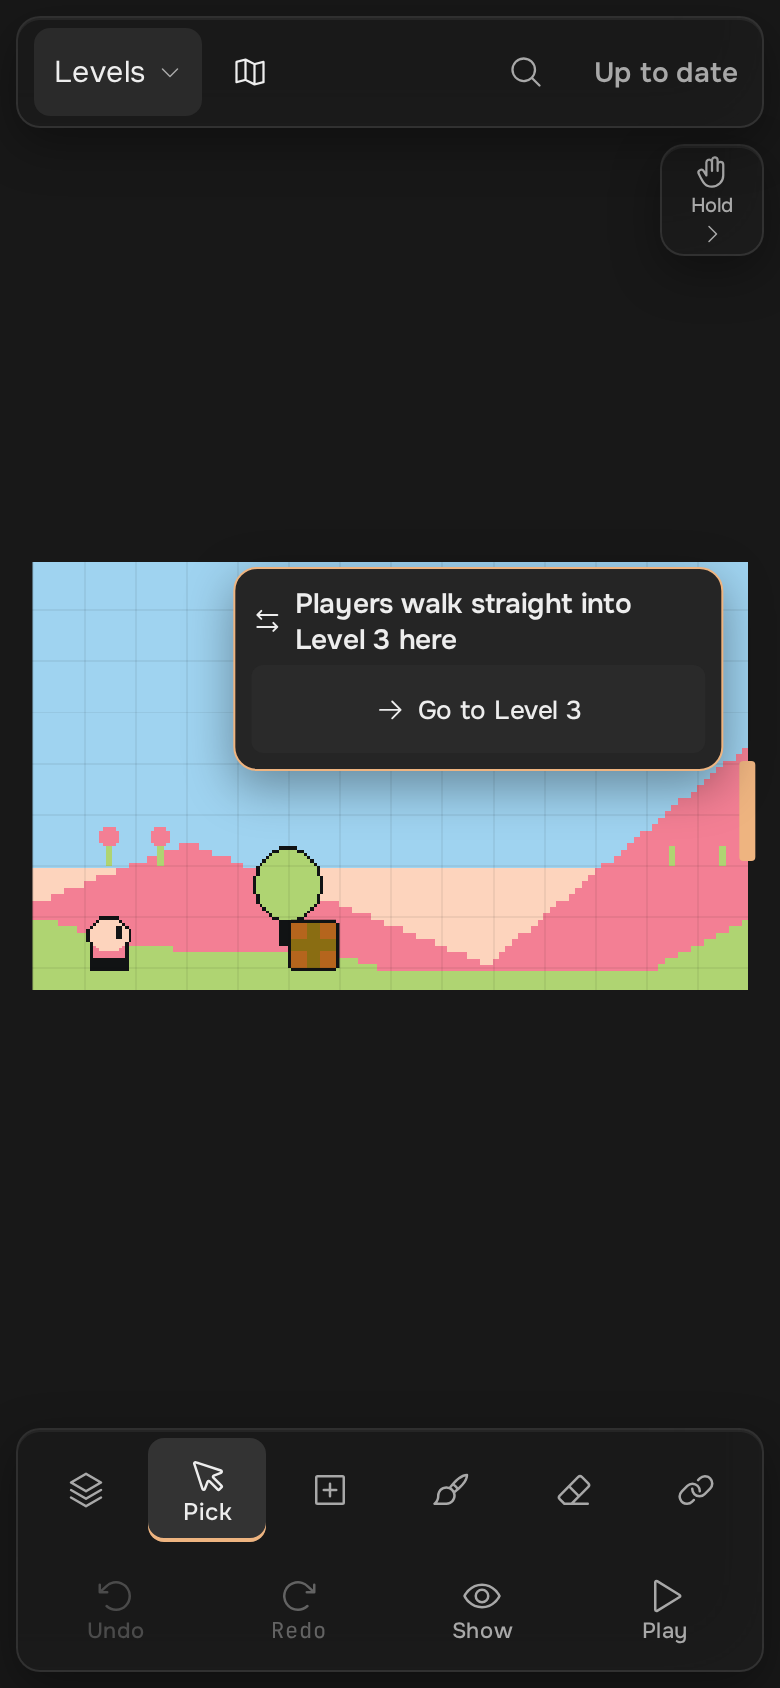 Levels
Up to date
Hold
Players walk straight into
Level 3 here
Go to Level 3
Pick
Undo
Redo
Show
Play